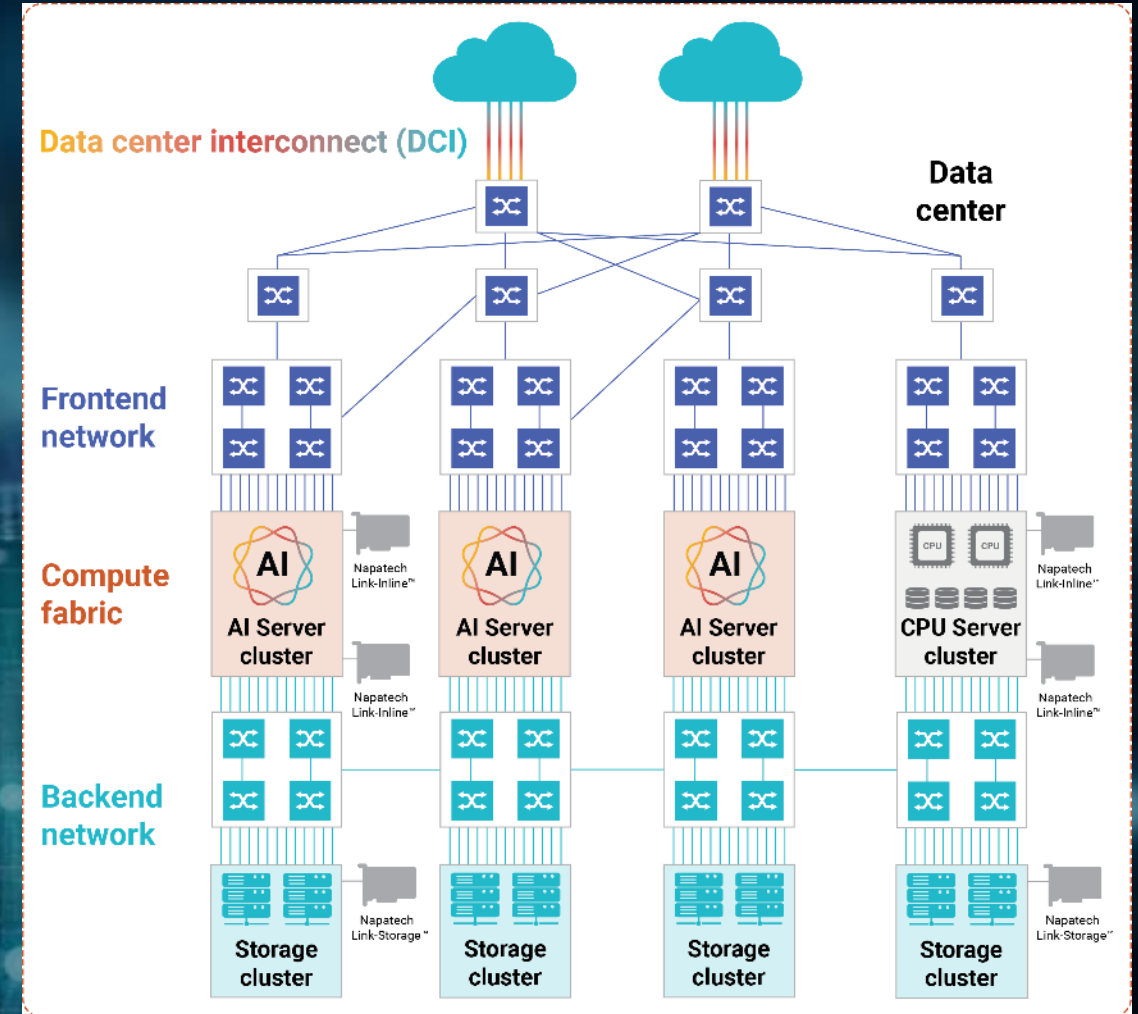 Data center interconnect (DCI)
Data
center
Frontend
network
Compute
fabric
AI
AI Server
cluster
Napatech
Link-Inline™
Napatech
Link-Inline™
AI
AI Server
cluster
AI
AI Server
cluster
CPU
CPU
CPU Server
cluster
Napatech
Link-Inline™
Napatech
Link-Inline™
Backend
network
Storage
cluster
Napatech
Link-Storage™
Storage
cluster
Storage
cluster
Storage
cluster
Napatech
Link-Storage™